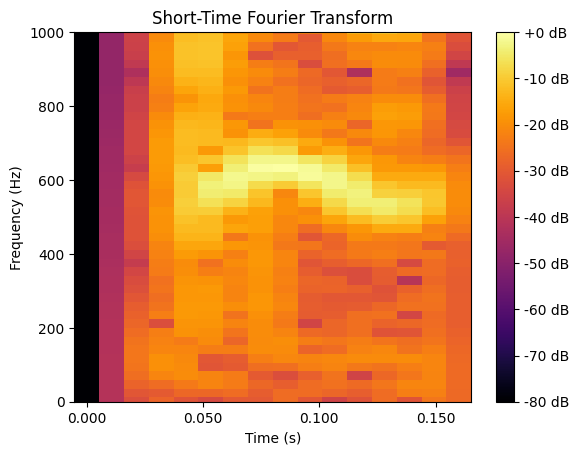 Short-Time Fourier Transform
1000
800
600
400
200
0
Frequency (Hz)
0.000
0.050
0.100
0.150
Time (s)
+0 dB
-10 dB
-20 dB
-30 dB
-40 dB
-50 dB
-60 dB
-70 dB
-80 dB